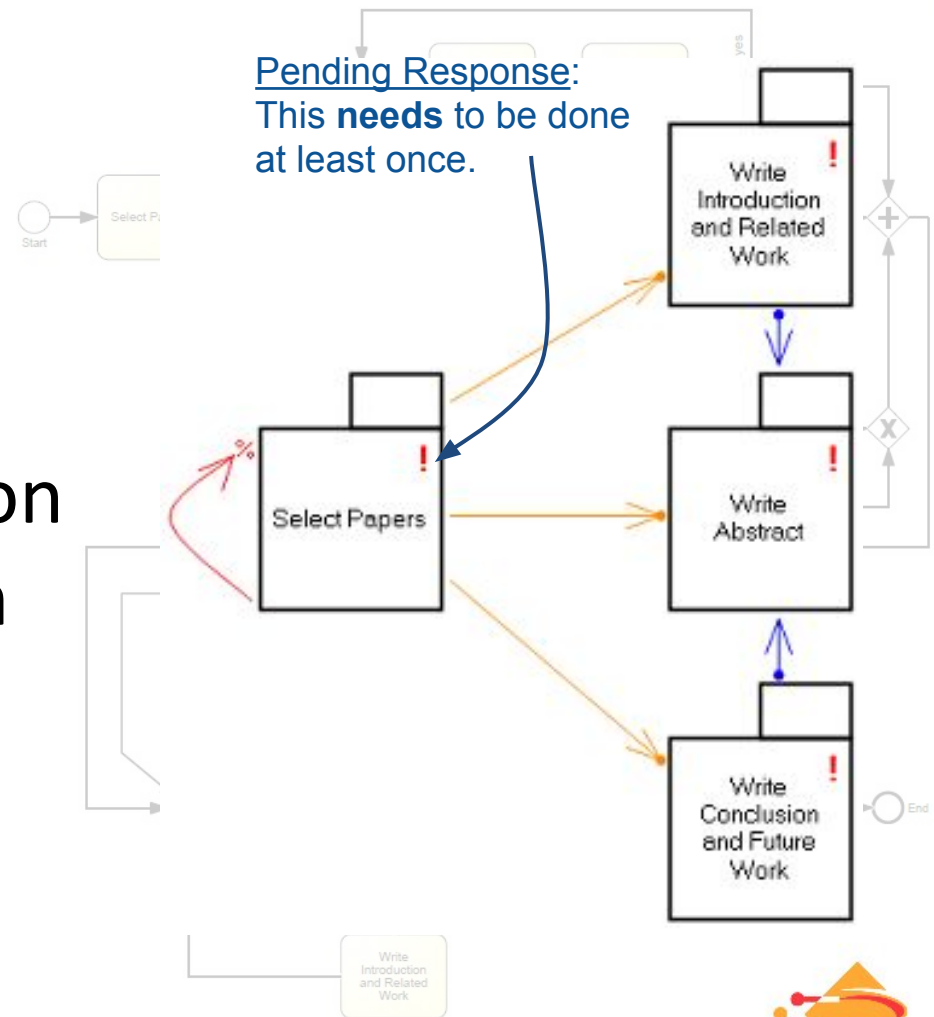 yes
Pending Response:
This needs to be done
at least once.
!
Write
Introduction
and Related
Work
Start
+
%
!
Select Papers
!
Write
Abstract
X
on
!
Write
Conclusion
and Future
Work
End
Write
Introduction
and Related
Work